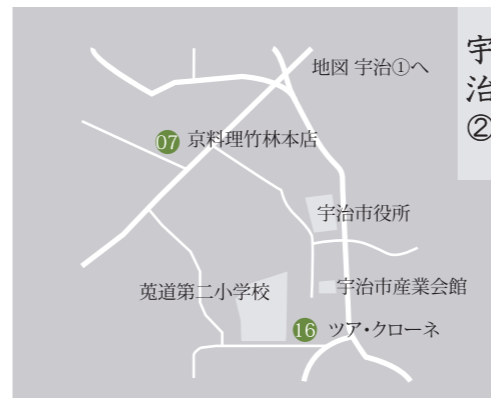 宇治②
地図 宇治①へ
07 京料理竹林本店
宇治市役所
宇治市産業会館
菟道第二小学校
16 ツア・クローネ